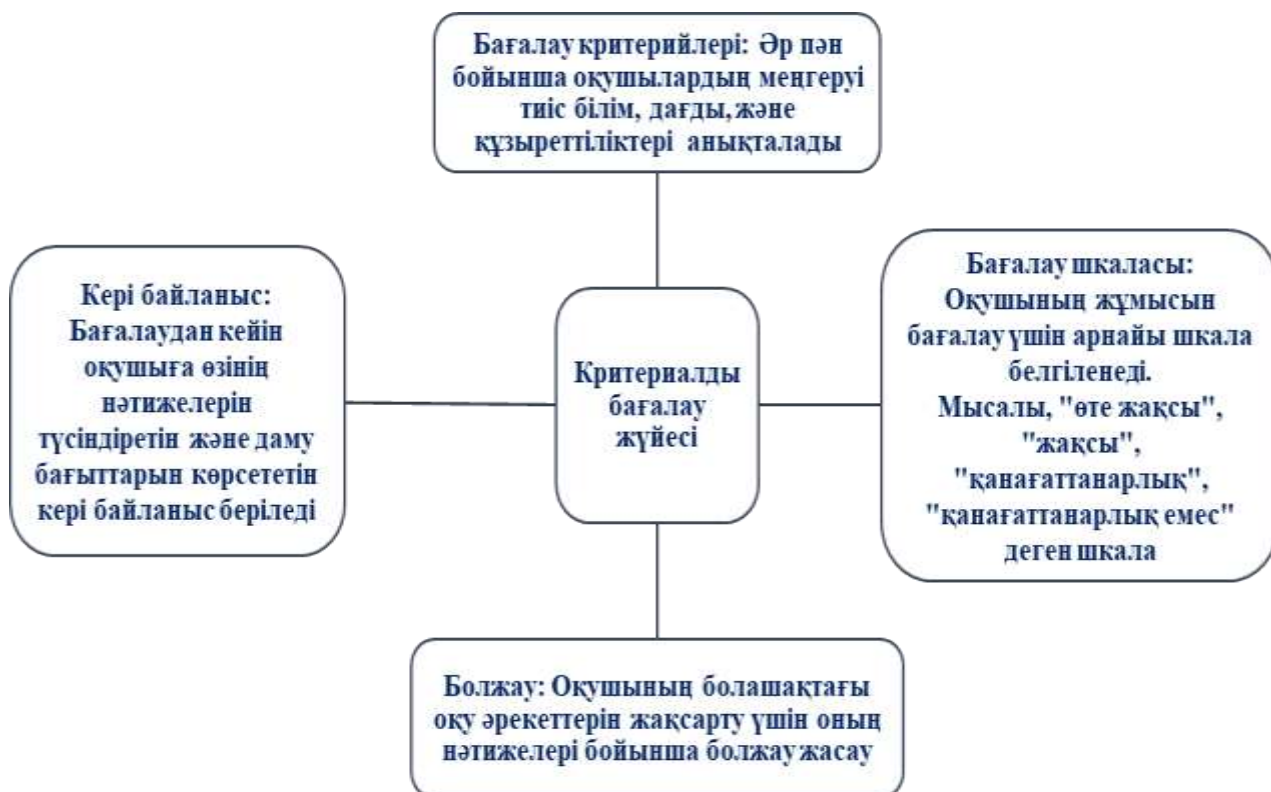 Бағалау критерийлері: Әр пән
бойынша оқушылардың меңгеруі
тиіс білім, дағды, және
құзыреттіліктері анықталады
Кері байланыс:
Бағалаудан кейін
оқушыға өзінің
нәтижелерін
түсіндіретін және даму
бағыттарын көрсететін
кері байланыс беріледі
Критериалды
бағалау
жүйесі
Бағалау шкаласы:
Оқушының жұмысын
бағалау үшін арнайы шкала
белгіленеді.
Мысалы, "өте жақсы",
"жақсы",
"қанағаттанарлық",
"қанағаттанарлық емес"
деген шкала
Болжау: Оқушының болашақтағы
оқу әрекеттерін жақсарту үшін оның
нәтижелері бойынша болжау жасау